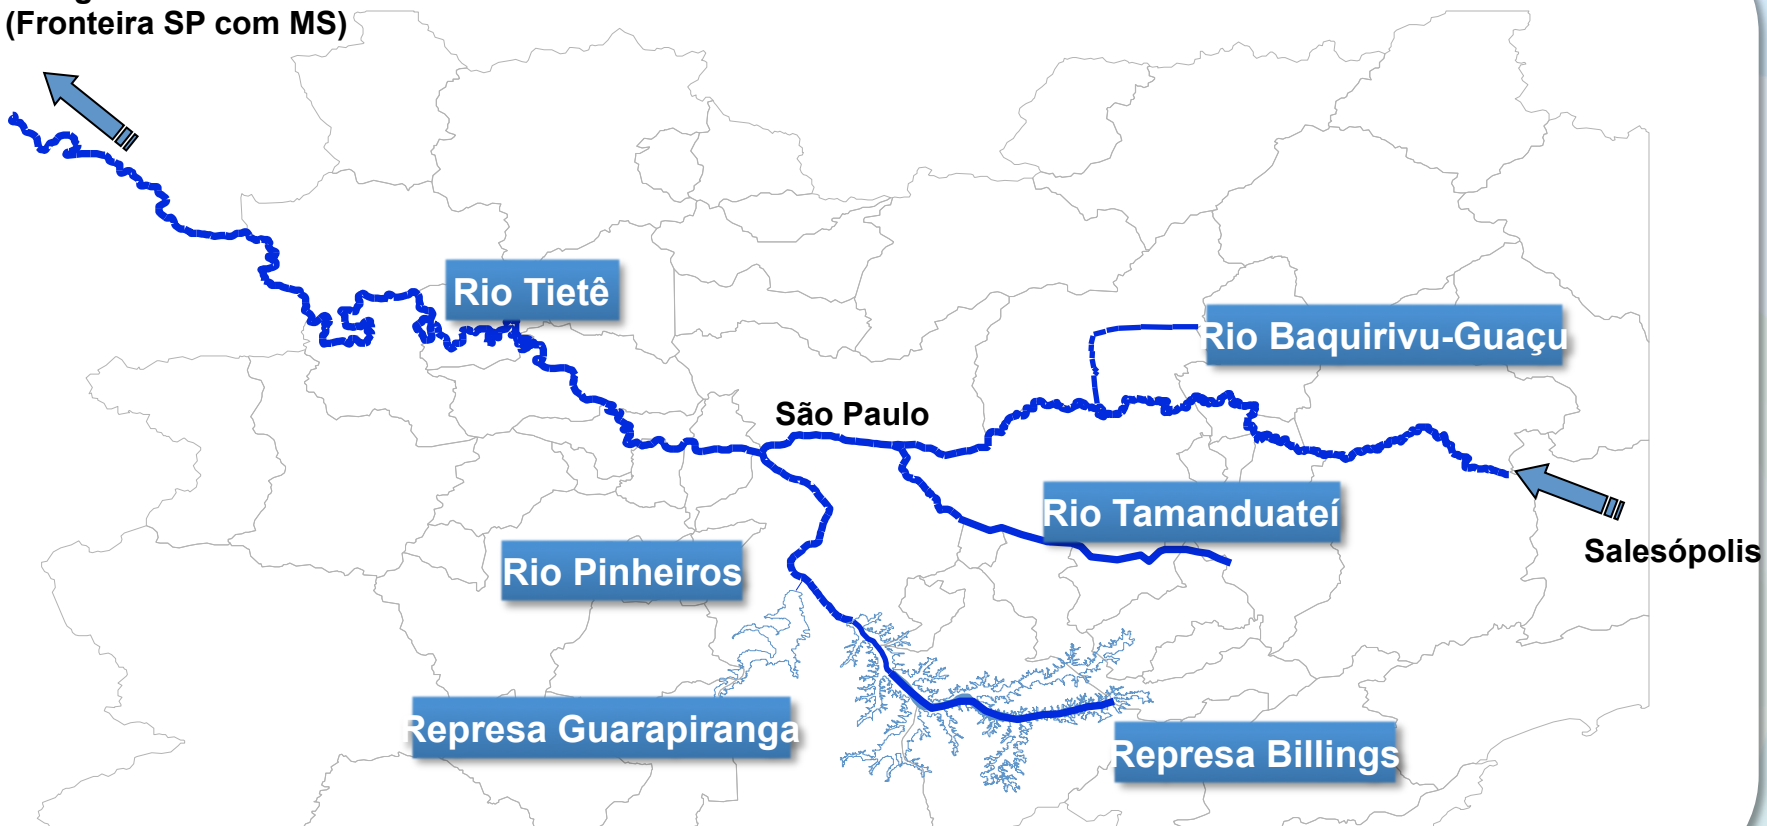 (Fronteira SP com MS)
Rio Tietê
Rio Baquirivu-Guaçu
São Paulo
Rio Tamanduateí
Salesópolis
Rio Pinheiros
Represa Guarapiranga
Represa Billings